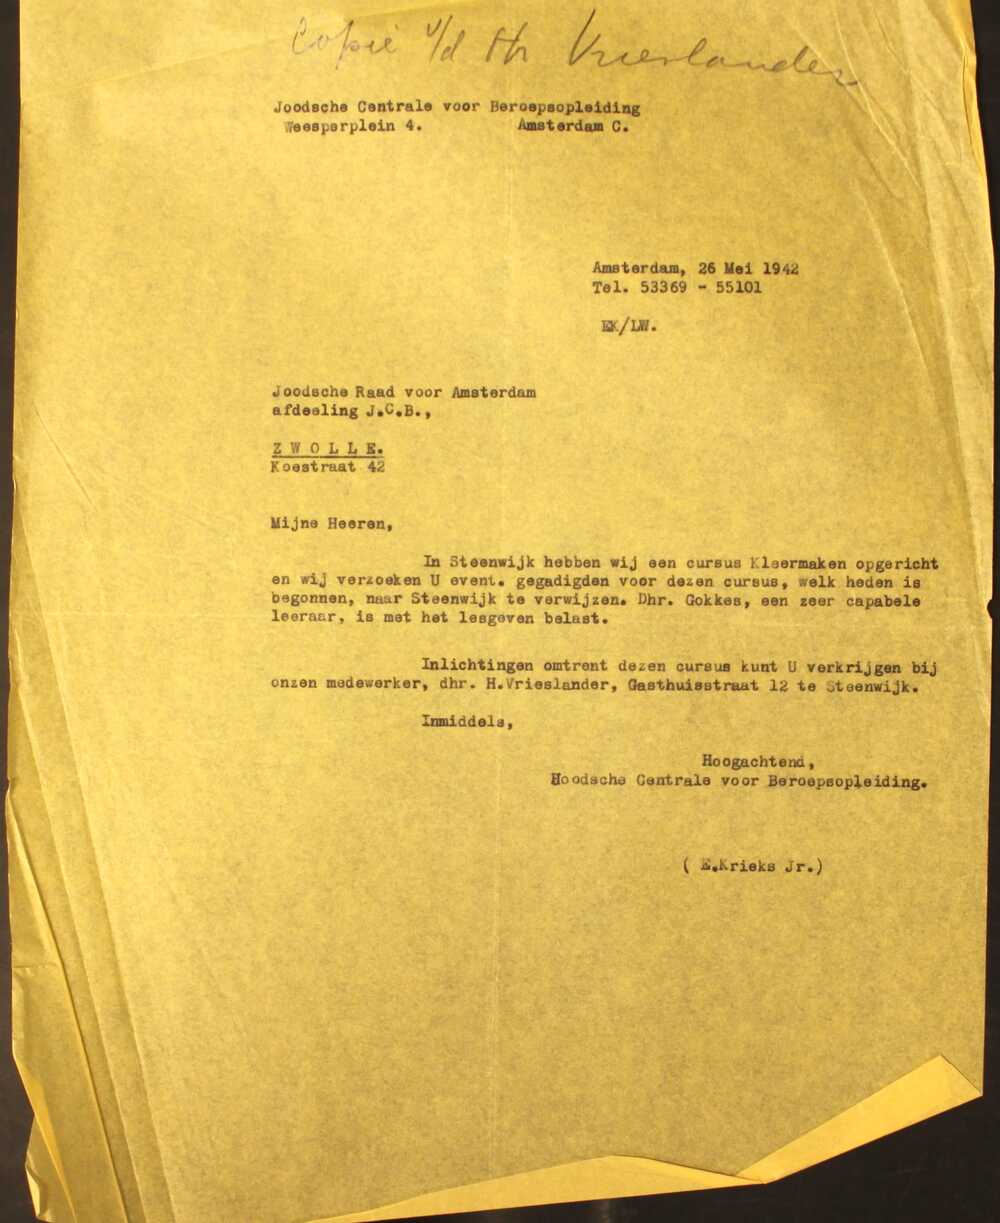 Copie v/d Hr Vrieslander
Joodsche Centrale voor Beroepsopleiding
Weesperplein 4. Amsterdam C.
Amsterdam, 26 Mei 1942
Tel. 53369 - 55101
EK/LW.
Joodsche Raad voor Amsterdam
afdeeling J.C.B.,
Z W O L L E.
Koestraat 42
Mijne Heeren,
In Steenwijk hebben wij een cursus Kleermaken opgericht
en wij verzoeken U event. gegadigden voor dezen cursus, welk heden is
begonnen, naar Steenwijk te verwijzen. Dhr. Gokkes, een zeer capabele
leeraar, is met het lesgeven belast.
Inlichtingen omtrent dezen cursus kunt U verkrijgen bij
onzen medewerker, dhr. H.Vrieslander, Gasthuisstraat 12 te Steenwijk.
Inmiddels,
Hoogachtend,
Hoodsche Centrale voor Beroepsopleiding.
( E.Krieks Jr.)